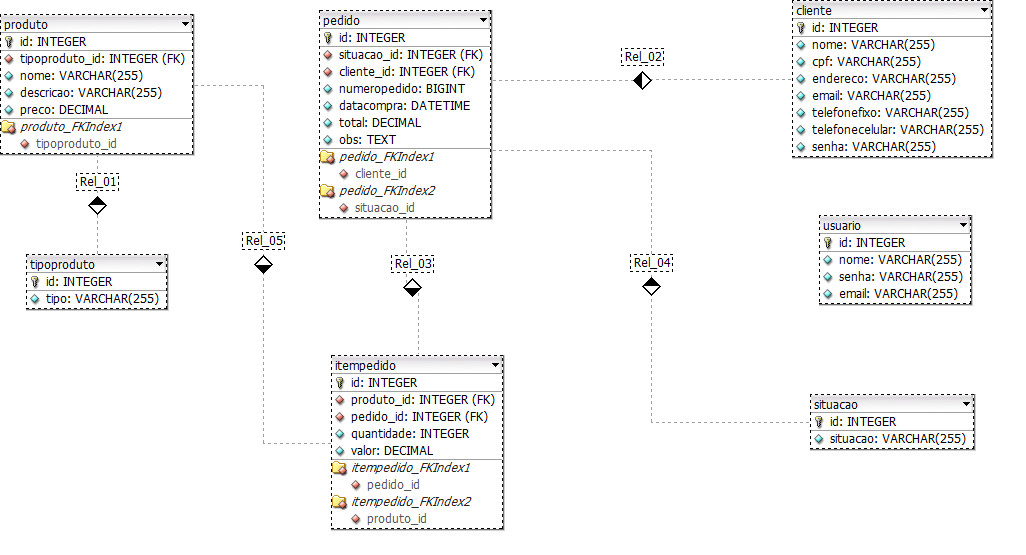 produto
id: INTEGER
tipoproduto_id: INTEGER (FK)
nome: VARCHAR(255)
descricao: VARCHAR(255)
preco: DECIMAL
produto_FKIndex1
tipoproduto_id
Rel_01
tipoproduto
id: INTEGER
tipo: VARCHAR(255)
Rel_05
pedido
id: INTEGER
situacao_id: INTEGER (FK)
cliente_id: INTEGER (FK)
numeropedido: BIGINT
datacompra: DATETIME
total: DECIMAL
obs: TEXT
pedido_FKIndex1
cliente_id
pedido_FKIndex2
situacao_id
Rel_03
itempedido
id: INTEGER
produto_id: INTEGER (FK)
pedido_id: INTEGER (FK)
quantidade: INTEGER
valor: DECIMAL
itempedido_FKIndex1
pedido_id
itempedido_FKIndex2
produto_id
Rel_02
Rel_04
cliente
id: INTEGER
nome: VARCHAR(255)
cpf: VARCHAR(255)
endereco: VARCHAR(255)
email: VARCHAR(255)
telefonefixo: VARCHAR(255)
telefonecelular: VARCHAR(255)
senha: VARCHAR(255)
usuario
id: INTEGER
nome: VARCHAR(255)
senha: VARCHAR(255)
email: VARCHAR(255)
situacao
id: INTEGER
situacao: VARCHAR(255)